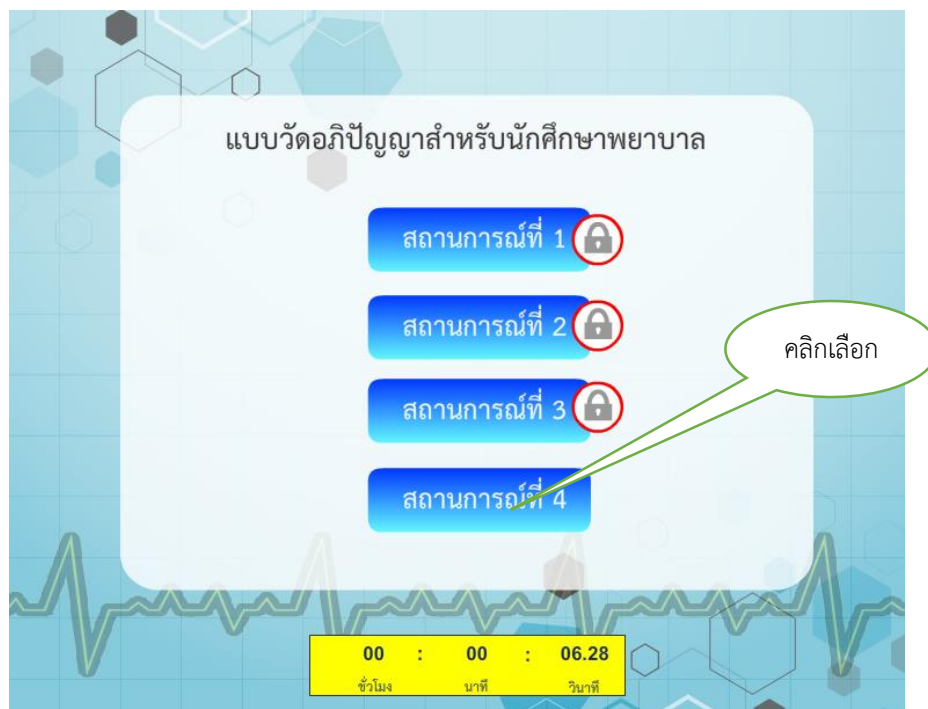 แบบวัดอภิปัญญาสำหรับนักศึกษาพยาบาล
สถานการณ์ที่ 1
สถานการณ์ที่ 2
คลิกเลือก
สถานการณ์ที่ 3
สถานการณ์ที่ 4
00 : 00 : 06.28
ชั่วโมง นาที วินาที